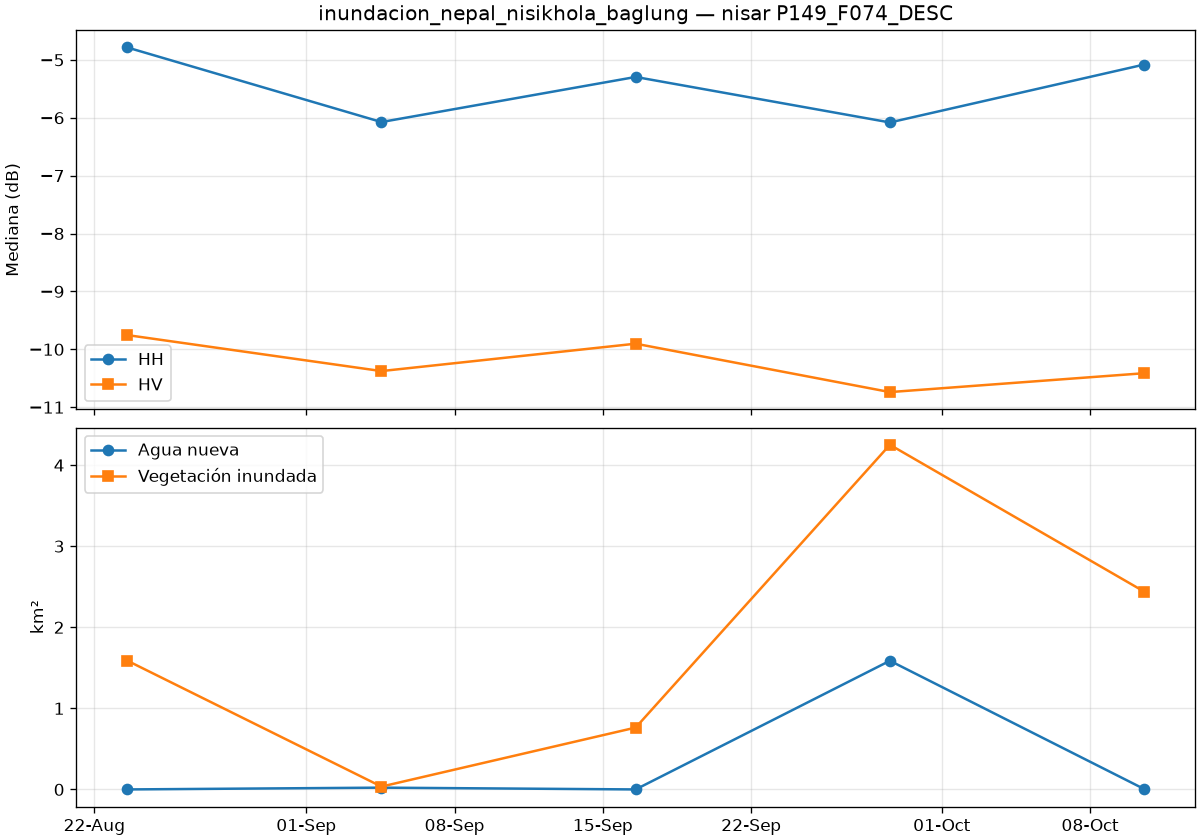 inundacion_nepal_nisikhola_baglung — nisar P149_F074_DESC
Mediana (dB)
−5
−6
−7
−8
−9
−10
−11
HH
HV
km²
4
3
2
1
0
Agua nueva
Vegetación inundada
22-Aug 01-Sep 08-Sep 15-Sep 22-Sep 01-Oct 08-Oct